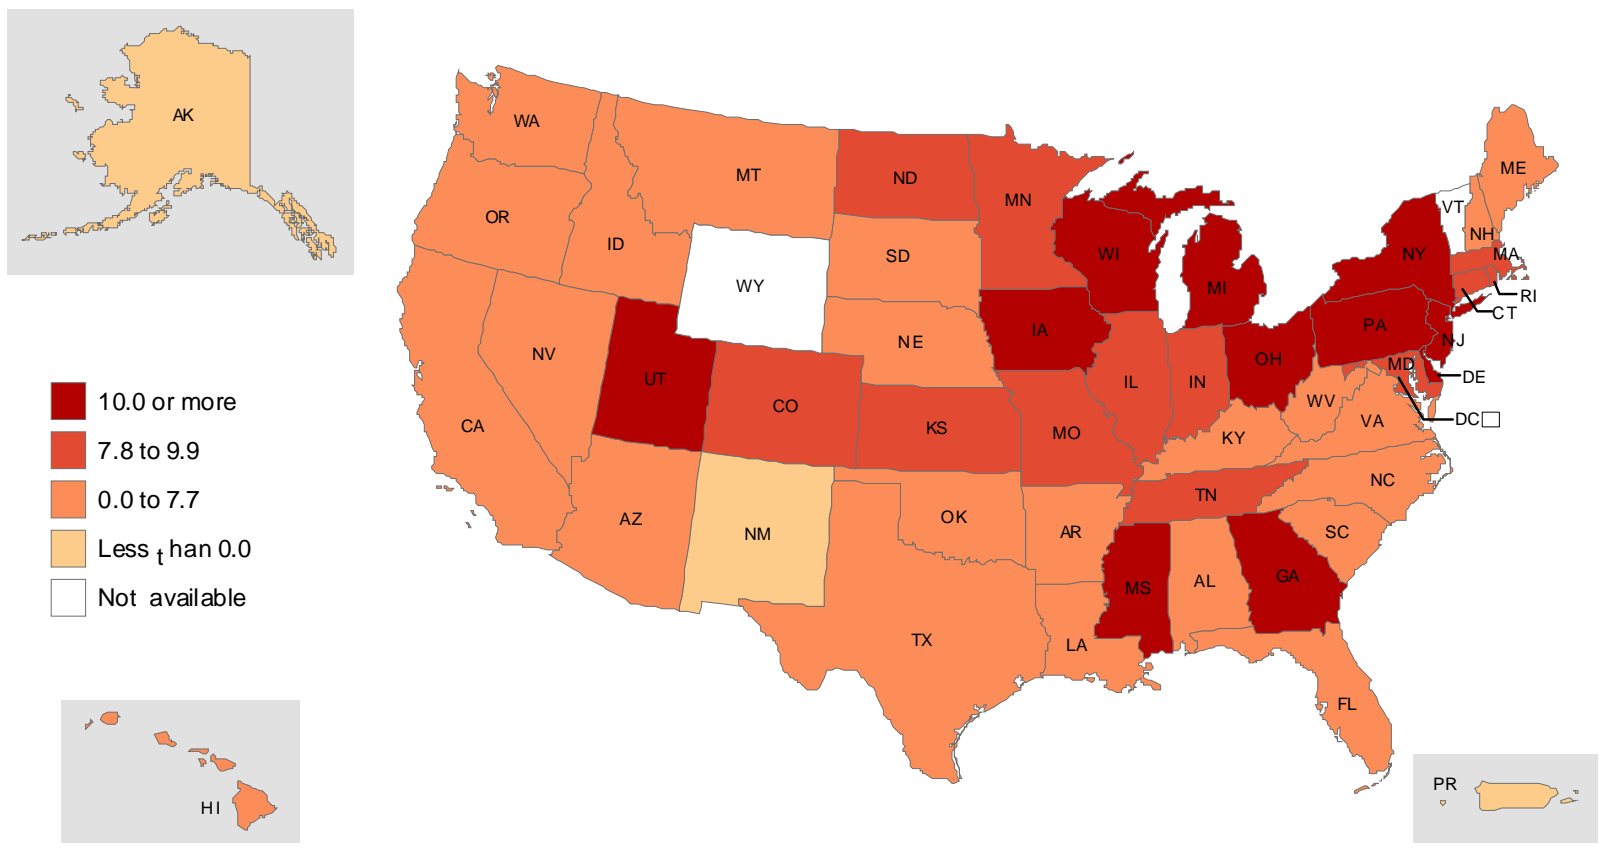 AK
WA
MT
ND
MN
ME
OR
ID
SD
WI
MI
NY
VT
NH
MA
RI
CT
WY
NE
IA
PA
NJ
NV
UT
CO
KS
MO
IL
IN
OH
MD
DE
DC
WV
VA
KY
CA
10.0 or more
7.8 to 9.9
0.0 to 7.7
Less than 0.0
Not available
AZ
NM
OK
AR
TN
NC
SC
MS
AL
GA
TX
LA
FL
HI
PR